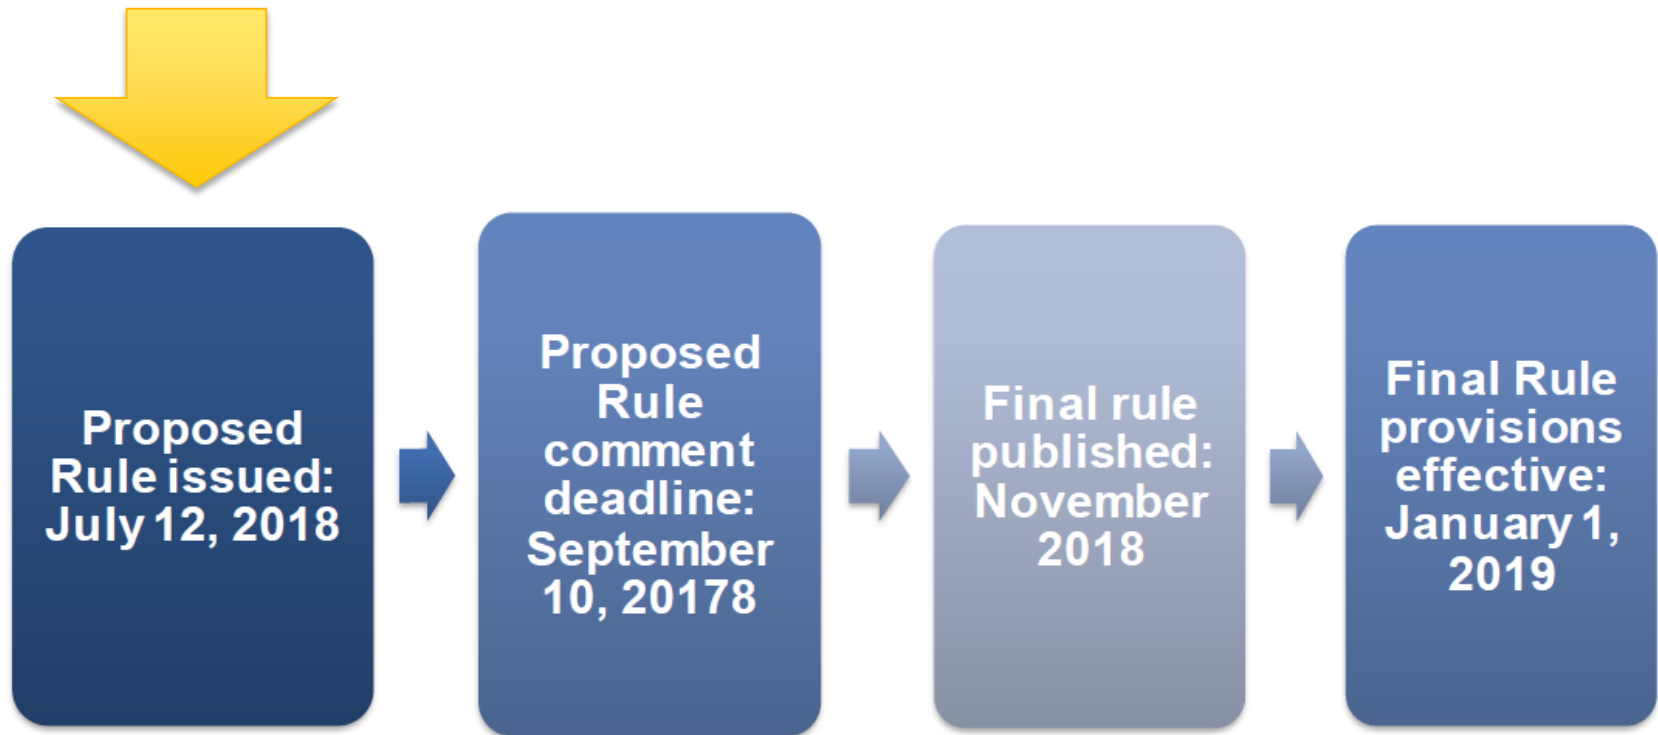 Proposed
Rule issued:
July 12, 2018
Proposed
Rule
comment
deadline:
September
10, 20178
Final rule
published:
November
2018
Final Rule
provisions
effective:
January 1,
2019